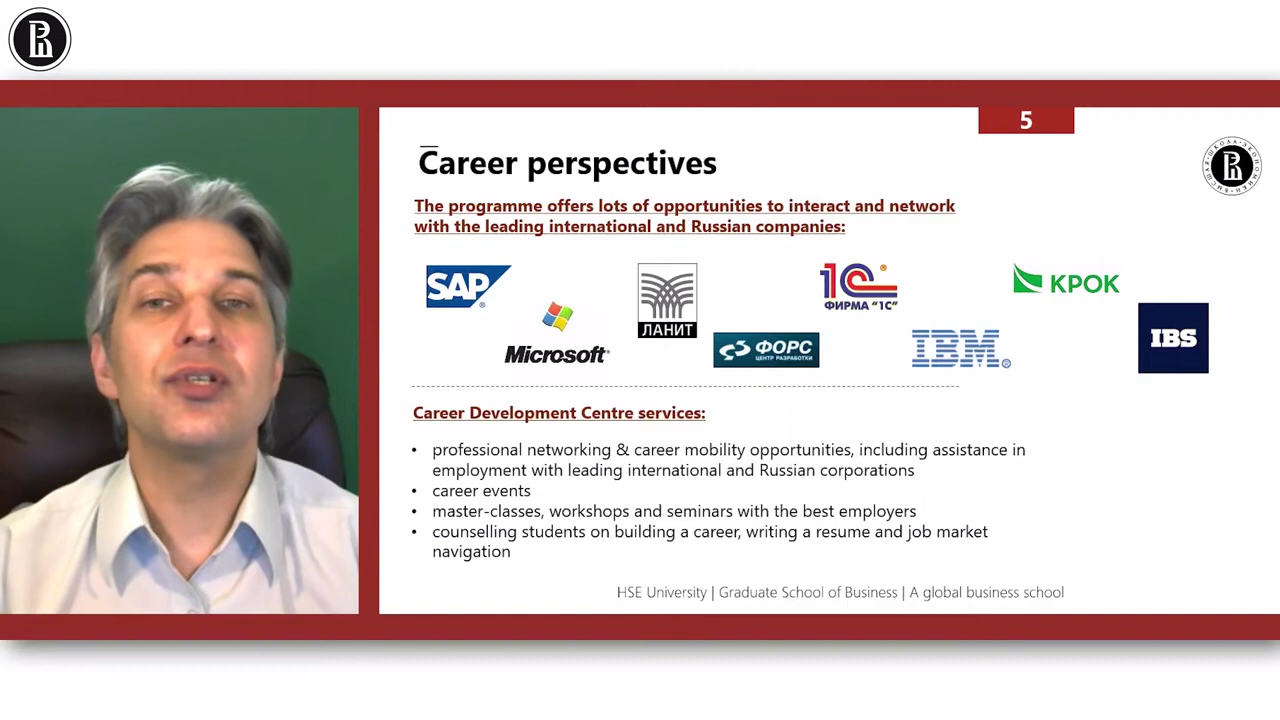 5
Career perspectives
The programme offers lots of opportunities to interact and network
with the leading international and Russian companies:
SAP
®
Microsoft®
ЛАНИТ
ФОРС
ЦЕНТР РАЗРАБОТКИ
1С®
ФИРМА "1С"
IBM®
КРОК
IBS
Career Development Centre services:
• professional networking & career mobility opportunities, including assistance in
employment with leading international and Russian corporations
• career events
• master-classes, workshops and seminars with the best employers
• counselling students on building a career, writing a resume and job market
navigation
HSE University | Graduate School of Business | A global business school
ВЫСШАЯ ШКОЛА ЭКОНОМИКИ